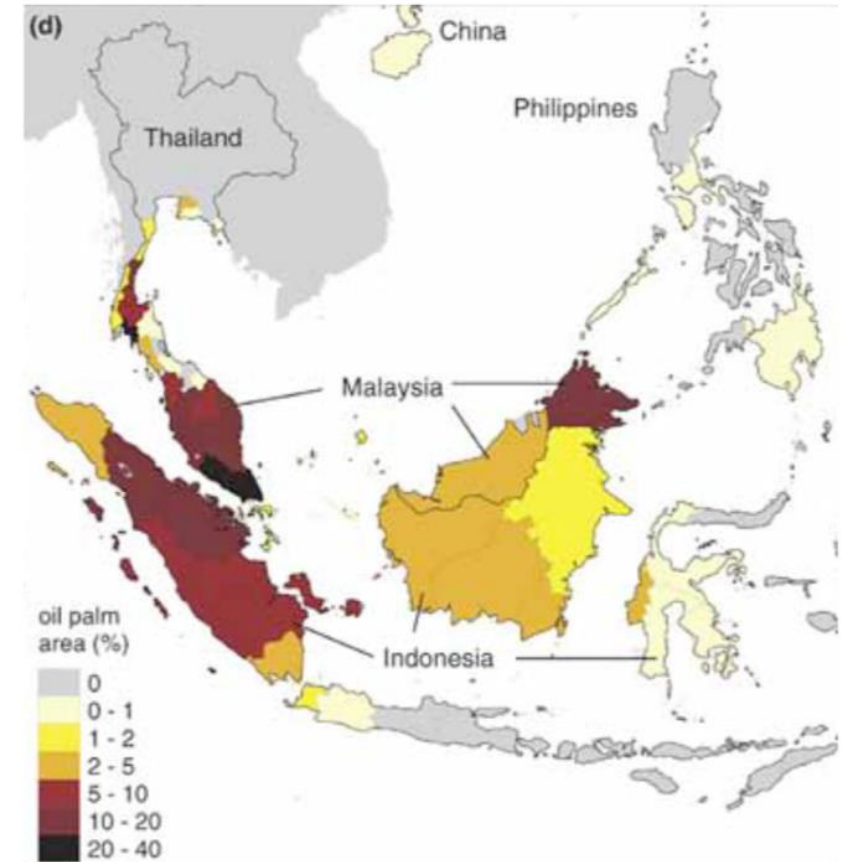 (d)
China
Philippines
Thailand
Malaysia
Indonesia
oil palm
area (%)
0
0 - 1
1 - 2
2 - 5
5 - 10
10 - 20
20 - 40